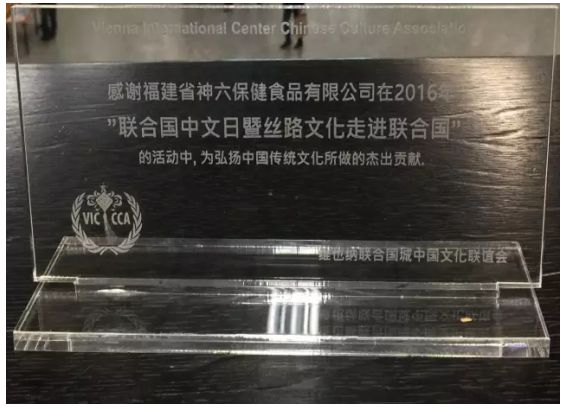 Vienna International Center Chinese Culture Association
感谢福建省神六保健食品有限公司在2016年
"联合国中文日暨丝路文化走进联合国"
的活动中,为弘扬中国传统文化所做的杰出贡献.
VIC CCA
维也纳联合国城中国文化联谊会